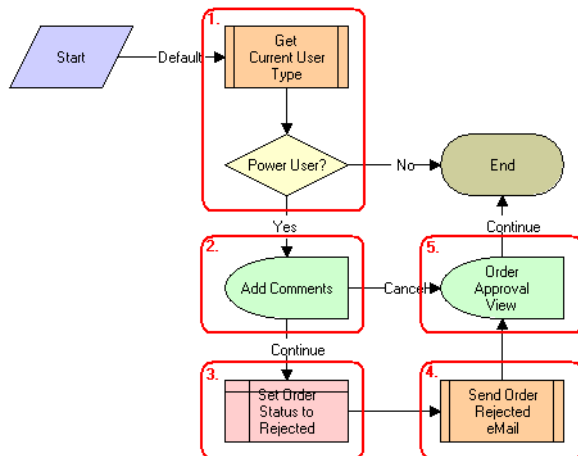 1.
Start
Default
Get
Current User
Type
Power User?
No
End
Yes
Continue
2.
Add Comments
Cancel
5.
Order
Approval
View
Continue
3.
Set Order
Status to
Rejected
4.
Send Order
Rejected
eMail